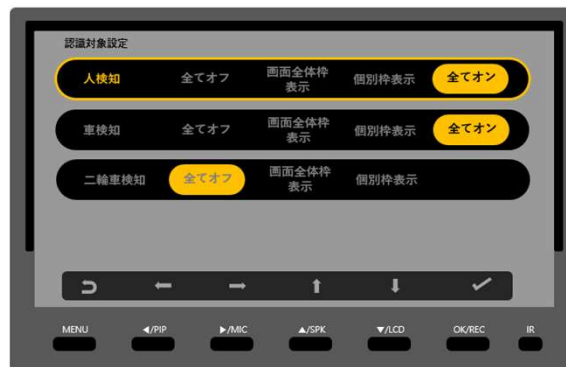 認識対象設定
人検知 全てオフ 画面全体枠表示 個別枠表示 全てオン
車検知 全てオフ 画面全体枠表示 個別枠表示 全てオン
二輪車検知 全てオフ 画面全体枠表示 個別枠表示
MENU ◀/PIP ▶/MIC ▲/SPK ▼/LCD OK/REC IR